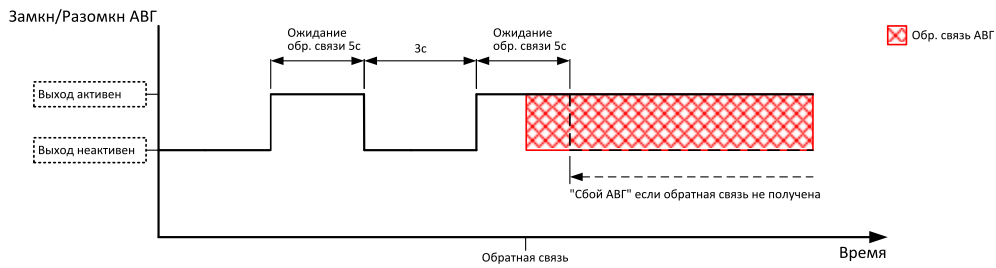 Замкн/Разомкн АВГ
Ожидание
обр. связи 5с
3с
Ожидание
обр. связи 5с
Обр. связь АВГ
Выход активен
Выход неактивен
"Сбой АВГ" если обратная связь не получена
Время
Обратная связь